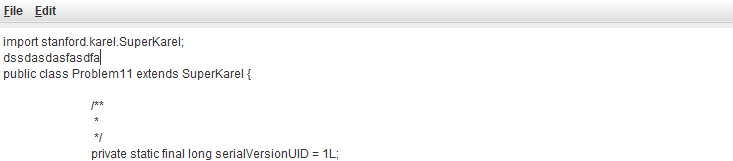 File Edit
import stanford.karel.SuperKarel;
dssdasdasfasdfa
public class Problem11 extends SuperKarel {
/**
*
*/
private static final long serialVersionUID = 1L;